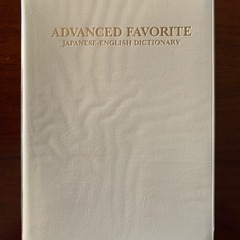 ADVANCED FAVORITE
JAPANESE-ENGLISH DICTIONARY